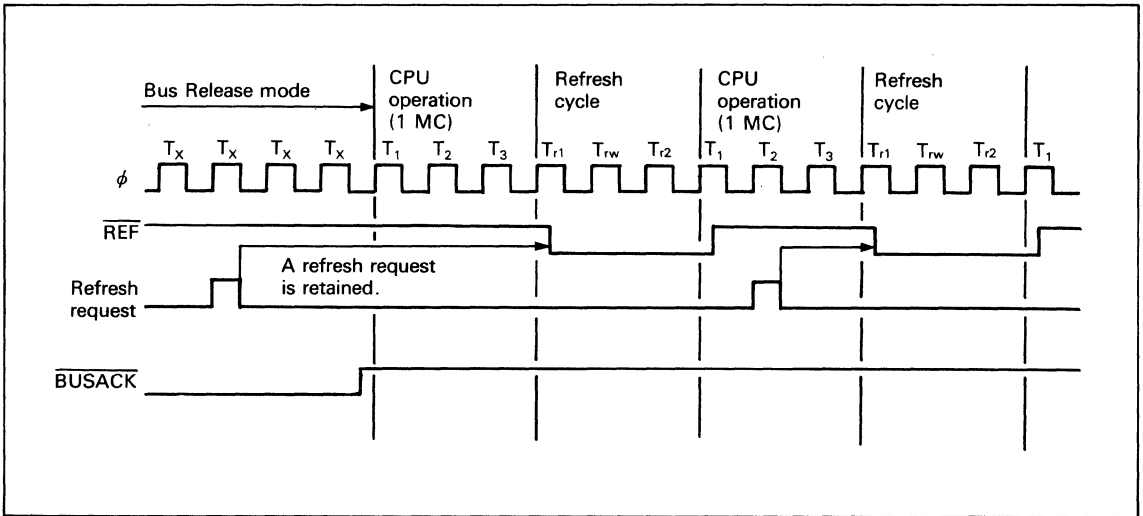 Bus Release mode
CPU
operation
(1 MC)
Refresh
cycle
CPU
operation
(1 MC)
Refresh
cycle
TX TX TX TX T1 T2 T3 Tr1 Trw Tr2 T1 T2 T3 Tr1 Trw Tr2 T1
ϕ
REF
A refresh request
is retained.
Refresh
request
BUSACK